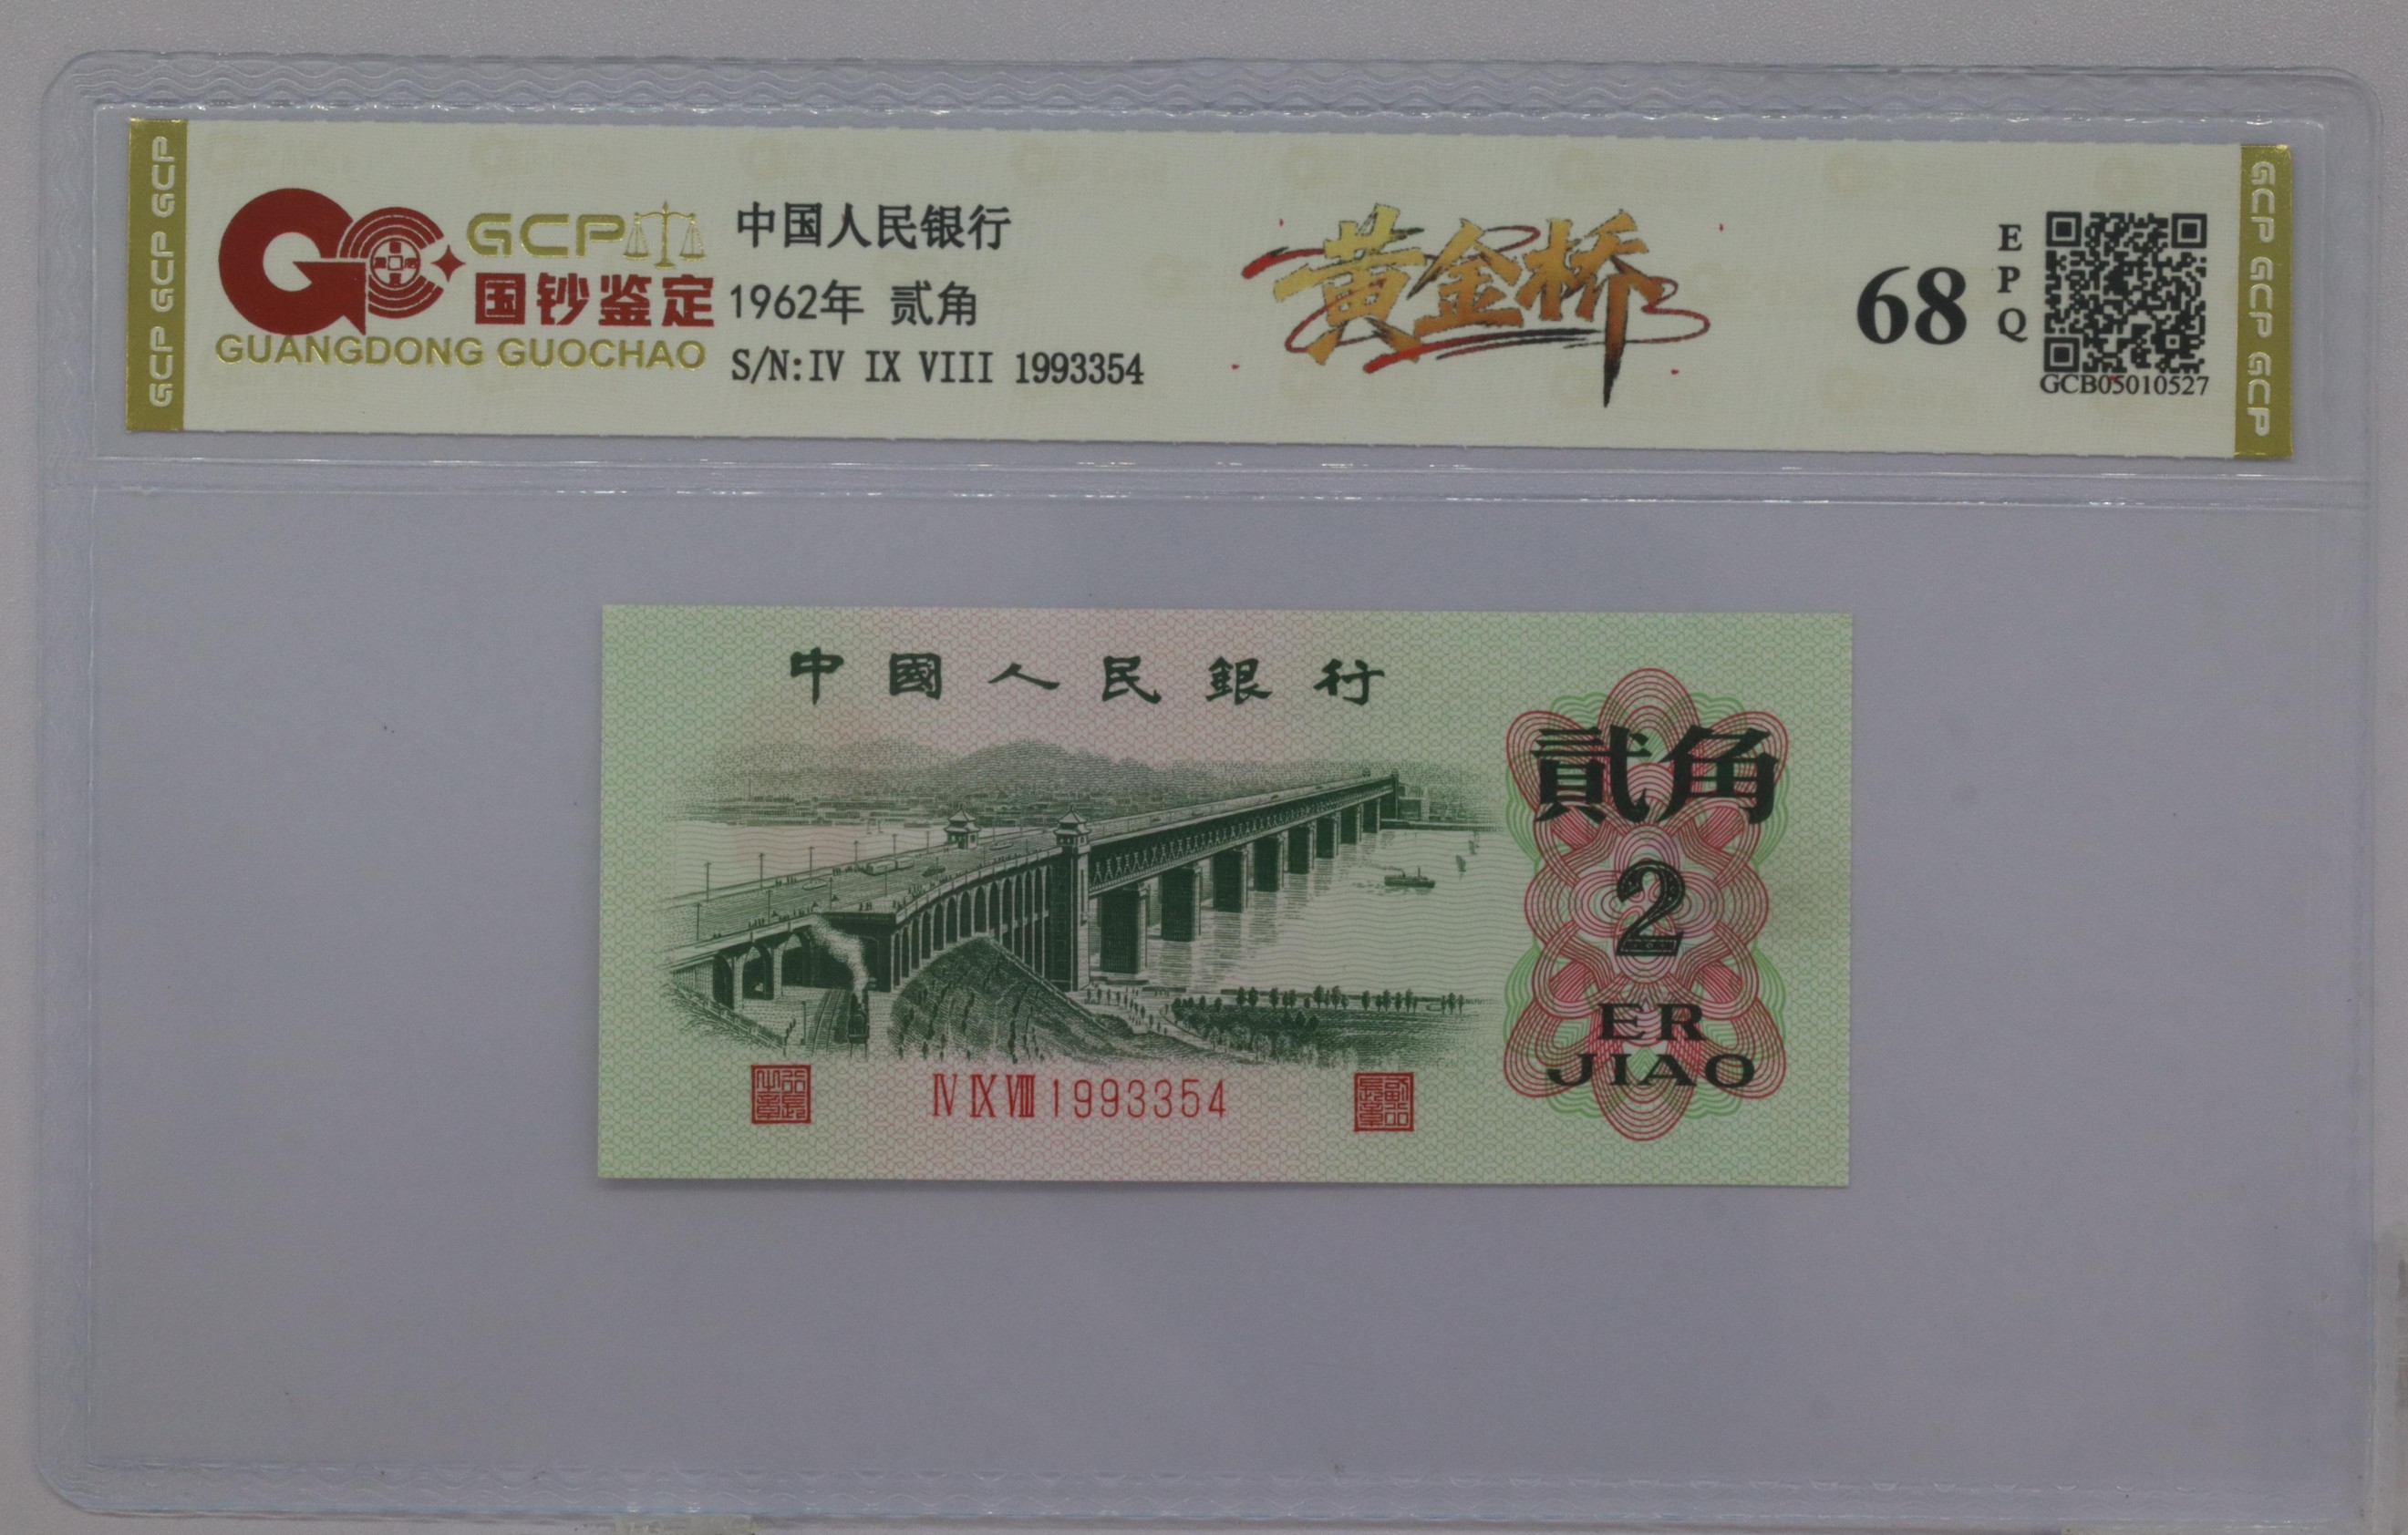 GCP GCP GCP
GCP
国钞鉴定
GUANGDONG GUOCHAO
中国人民银行
1962年 贰角
S/N:IV IX VIII 1993354
黄金桥
68
EPQ
GCB05010527
GCP GCP GCP
中國人民銀行
貳角
2
ER
JIAO
Ⅳ Ⅸ Ⅷ 1993354